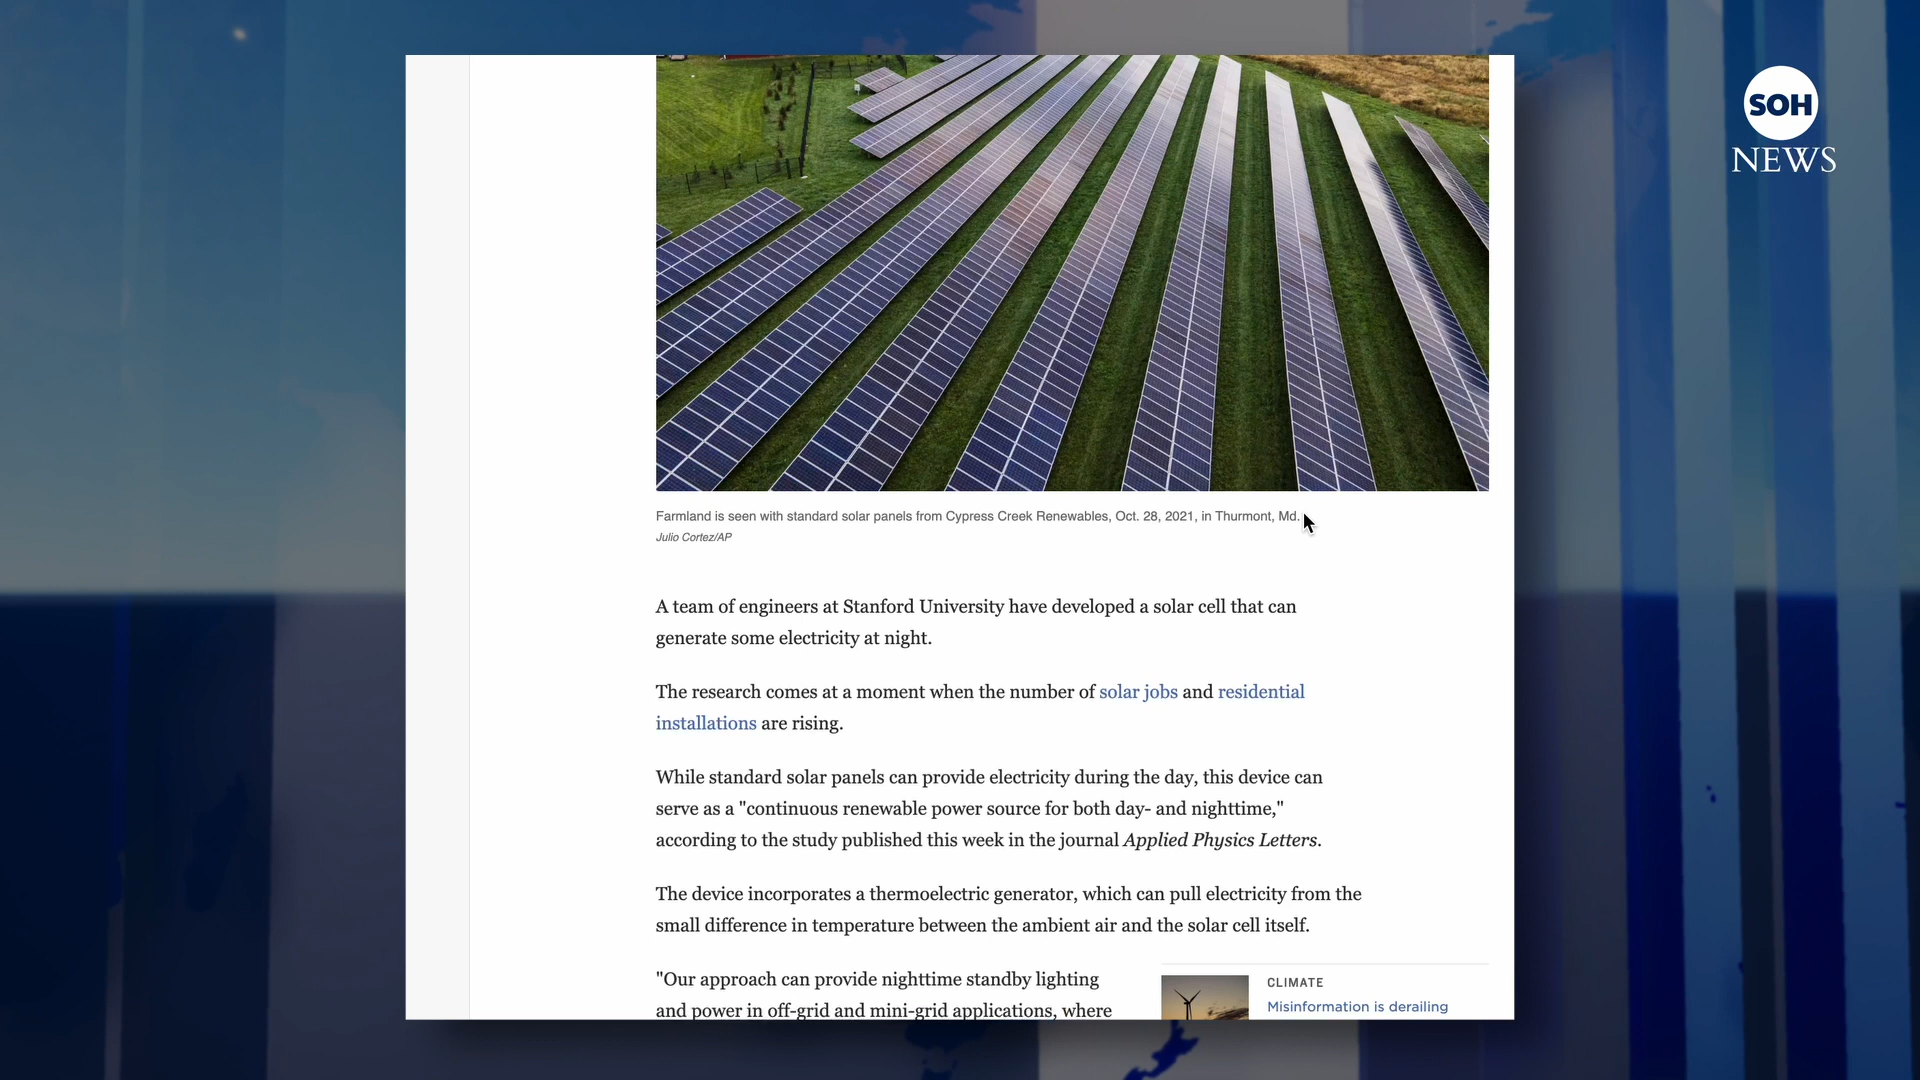 SOH
NEWS
Farmland is seen with standard solar panels from Cypress Creek Renewables, Oct. 28, 2021, in Thurmont, Md.
Julio Cortez/AP
A team of engineers at Stanford University have developed a solar cell that can
generate some electricity at night.
The research comes at a moment when the number of solar jobs and residential
installations are rising.
While standard solar panels can provide electricity during the day, this device can
serve as a "continuous renewable power source for both day- and nighttime,"
according to the study published this week in the journal Applied Physics Letters.
The device incorporates a thermoelectric generator, which can pull electricity from the
small difference in temperature between the ambient air and the solar cell itself.
"Our approach can provide nighttime standby lighting
and power in off-grid and mini-grid applications, where
CLIMATE
Misinformation is derailing